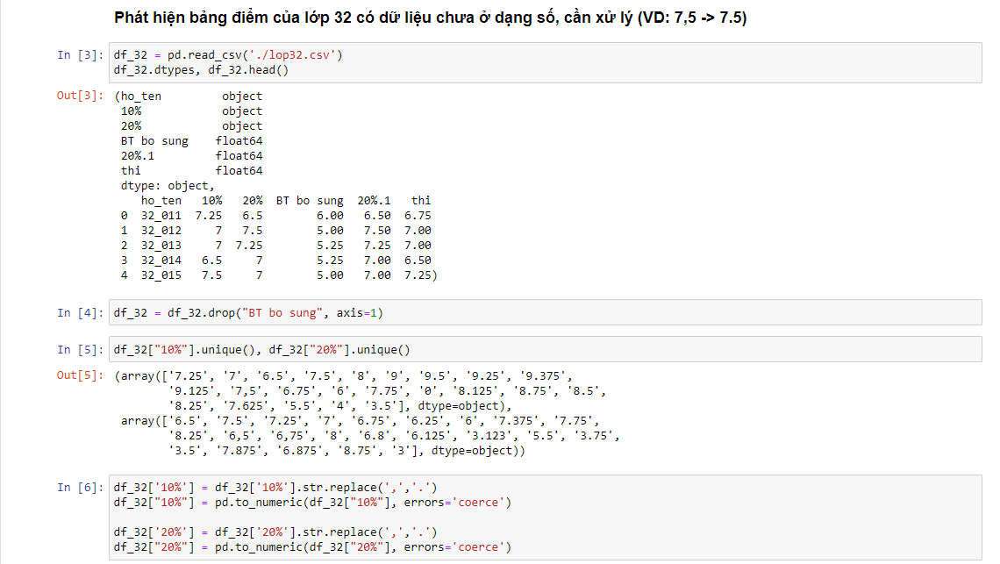 Phát hiện bảng điểm của lớp 32 có dữ liệu chưa ở dạng số, cần xử lý (VD: 7,5 -> 7.5)
In [3]: df_32 = pd.read_csv('./lop32.csv')
df_32.dtypes, df_32.head()
Out[3]: (ho_ten object
10% object
20% object
BT bo sung float64
20%.1 float64
thi float64
dtype: object,
ho_ten 10% 20% BT bo sung 20%.1 thi
0 32_011 7.25 6.5 6.00 6.50 6.75
1 32_012 7 7.5 5.00 7.50 7.00
2 32_013 7 7.25 5.25 7.25 7.00
3 32_014 6.5 7 5.25 7.00 6.50
4 32_015 7.5 7 5.00 7.00 7.25)
In [4]: df_32 = df_32.drop("BT bo sung", axis=1)
In [5]: df_32["10%"].unique(), df_32["20%"].unique()
Out[5]: (array(['7.25', '7', '6.5', '7.5', '8', '9', '9.5', '9.25', '9.375',
'9.125', '7,5', '6.75', '6', '7.75', '0', '8.125', '8.75', '8.5',
'8.25', '7.625', '5.5', '4', '3.5'], dtype=object),
array(['6.5', '7.5', '7.25', '7', '6.75', '6.25', '6', '7.375', '7.75',
'8.25', '6,5', '6,75', '8', '6.8', '6.125', '3.123', '5.5', '3.75',
'3.5', '7.875', '6.875', '8.75', '3'], dtype=object))
In [6]: df_32['10%'] = df_32['10%'].str.replace(',','.')
df_32["10%"] = pd.to_numeric(df_32["10%"], errors='coerce')
df_32['20%'] = df_32['20%'].str.replace(',','.')
df_32["20%"] = pd.to_numeric(df_32["20%"], errors='coerce')